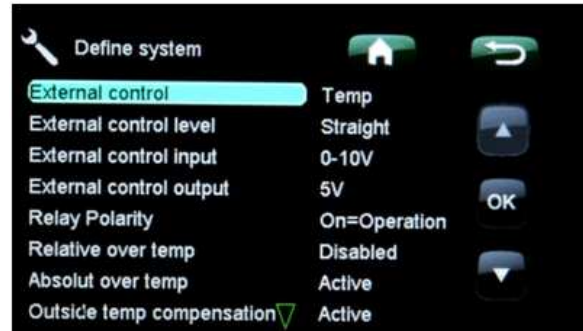 Define system
External control Temp
External control level Straight
External control input 0-10V
External control output 5V
OK
Relay Polarity On=Operation
Relative over temp Disabled
Absolut over temp Active
Outside temp compensation Active